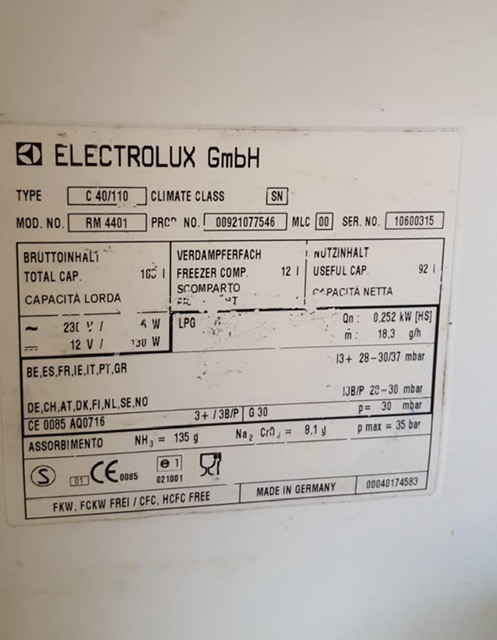 ELECTROLUX GmbH
TYPE C 40/110 CLIMATE CLASS SN
MOD. NO. RM 4401 NO. 00921077546 MLC 00 SER. NO. 10600315
BRUTTOINHALT VERDAMPFERFACH NUTZINHALT
TOTAL CAP. l FREEZER COMP. 12 l USEFUL CAP. 92 l
CAPACITÀ LORDA SCOMPARTO CAPACITÀ NETTA
~ V / W LPG Qn : 0,252 kW [HS]
12 V / W ṁ : 18,3 g/h
BE,ES,FR,IE,IT,PT,GR I3+ 28-30/37 mbar
DE,CH,AT,DK,FI,NL,SE,NO I3B/P 28-30 mbar
CE 0085 AQ0716 3+ / 3B/P G 30 p= 30 mbar
ASSORBIMENTO NH3 = 135 g Na2 CrO4 = 8,1 g p max = 35 bar
S 01 CE 0085 e 1 021001
FKW, FCKW FREI / CFC, HCFC FREE MADE IN GERMANY 00040174583